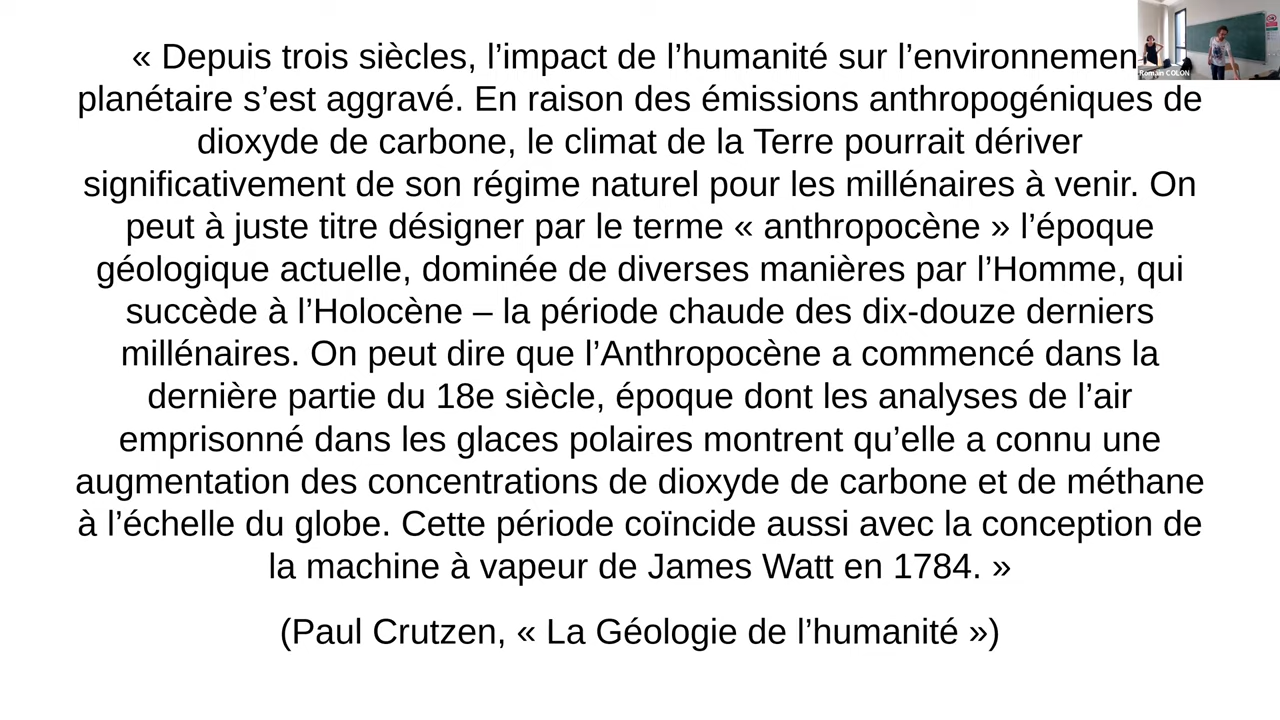 « Depuis trois siècles, l’impact de l’humanité sur l’environnemen
planétaire s’est aggravé. En raison des émissions anthropogéniques de
dioxyde de carbone, le climat de la Terre pourrait dériver
significativement de son régime naturel pour les millénaires à venir. On
peut à juste titre désigner par le terme « anthropocène » l’époque
géologique actuelle, dominée de diverses manières par l’Homme, qui
succède à l’Holocène – la période chaude des dix-douze derniers
millénaires. On peut dire que l’Anthropocène a commencé dans la
dernière partie du 18e siècle, époque dont les analyses de l’air
emprisonné dans les glaces polaires montrent qu’elle a connu une
augmentation des concentrations de dioxyde de carbone et de méthane
à l’échelle du globe. Cette période coïncide aussi avec la conception de
la machine à vapeur de James Watt en 1784. »
(Paul Crutzen, « La Géologie de l’humanité »)
Romain COLON